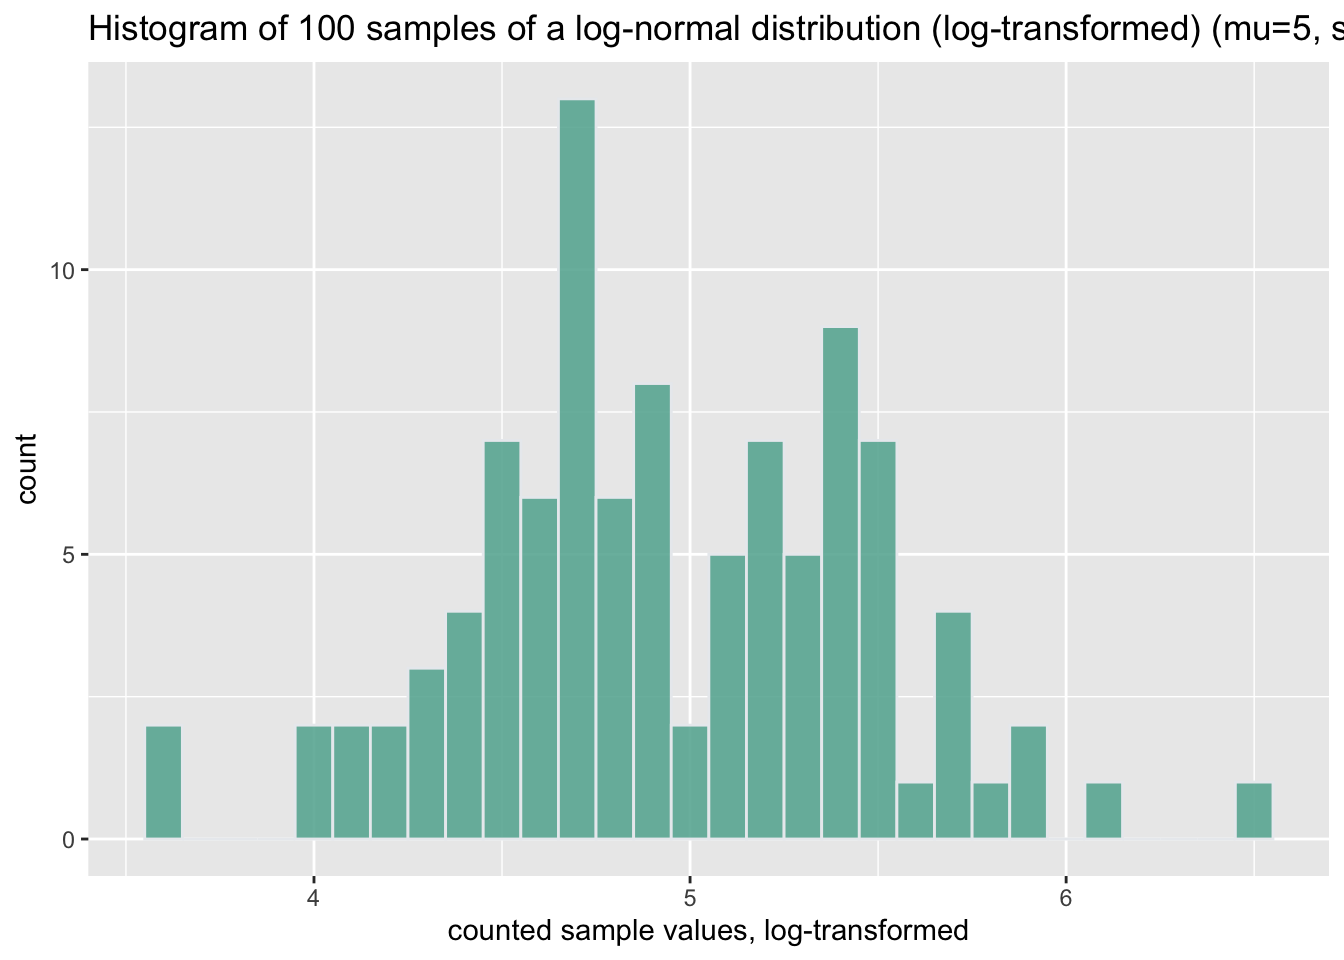 Histogram of 100 samples of a log-normal distribution (log-transformed) (mu=5, s
10
5
0
count
4 5 6
counted sample values, log-transformed